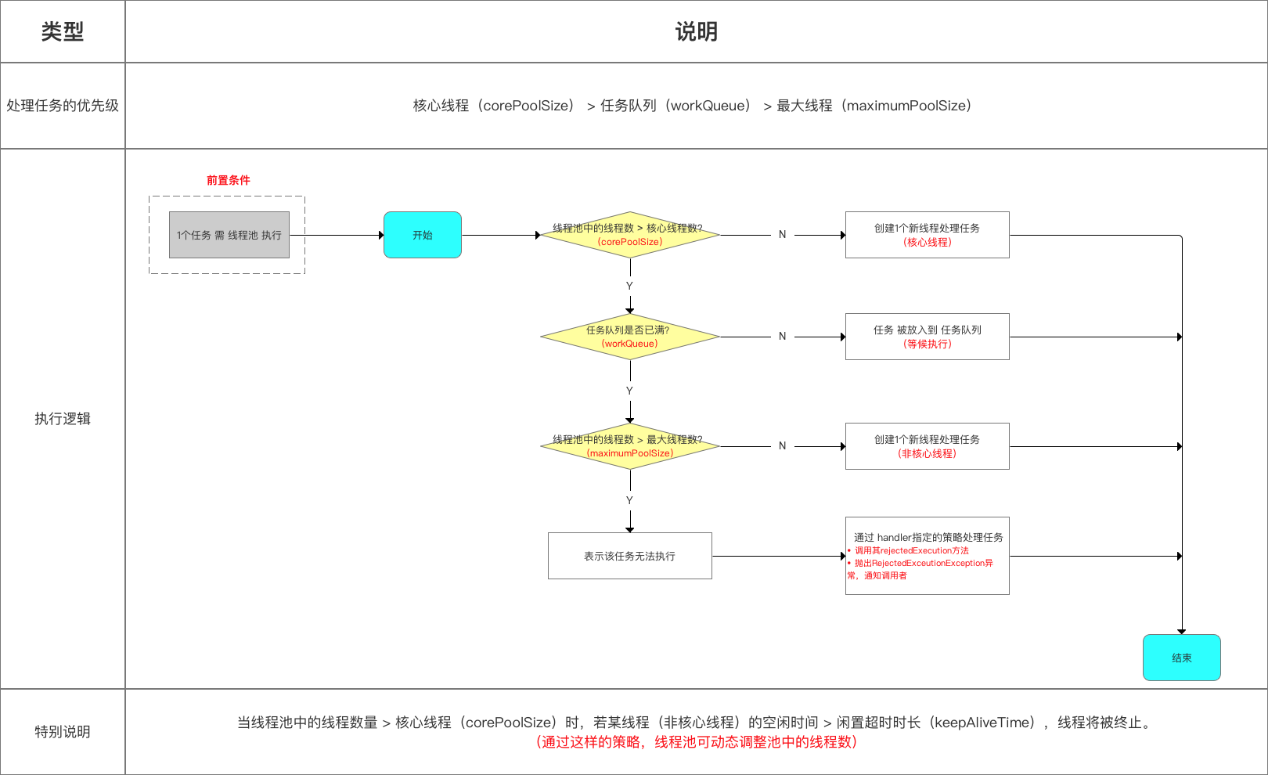 类型
说明
处理任务的优先级
核心线程（corePoolSize） > 任务队列（workQueue） > 最大线程（maximumPoolSize）
执行逻辑
前置条件
1个任务 需 线程池 执行
开始
线程池中的线程数 > 核心线程数?
（corePoolSize）
N
创建1个新线程处理任务
（核心线程）
Y
任务队列是否已满?
（workQueue）
N
任务 被放入到 任务队列
（等候执行）
Y
线程池中的线程数 > 最大线程数?
（maximumPoolSize）
N
创建1个新线程处理任务
（非核心线程）
Y
表示该任务无法执行
通过 handler指定的策略处理任务
• 调用其rejectedExecution方法
• 抛出RejectedExceutionException异
常，通知调用者
结束
特别说明
当线程池中的线程数量 > 核心线程（corePoolSize）时，若某线程（非核心线程）的空闲时间 > 闲置超时时长（keepAliveTime），线程将被终止。
（通过这样的策略，线程池可动态调整池中的线程数）